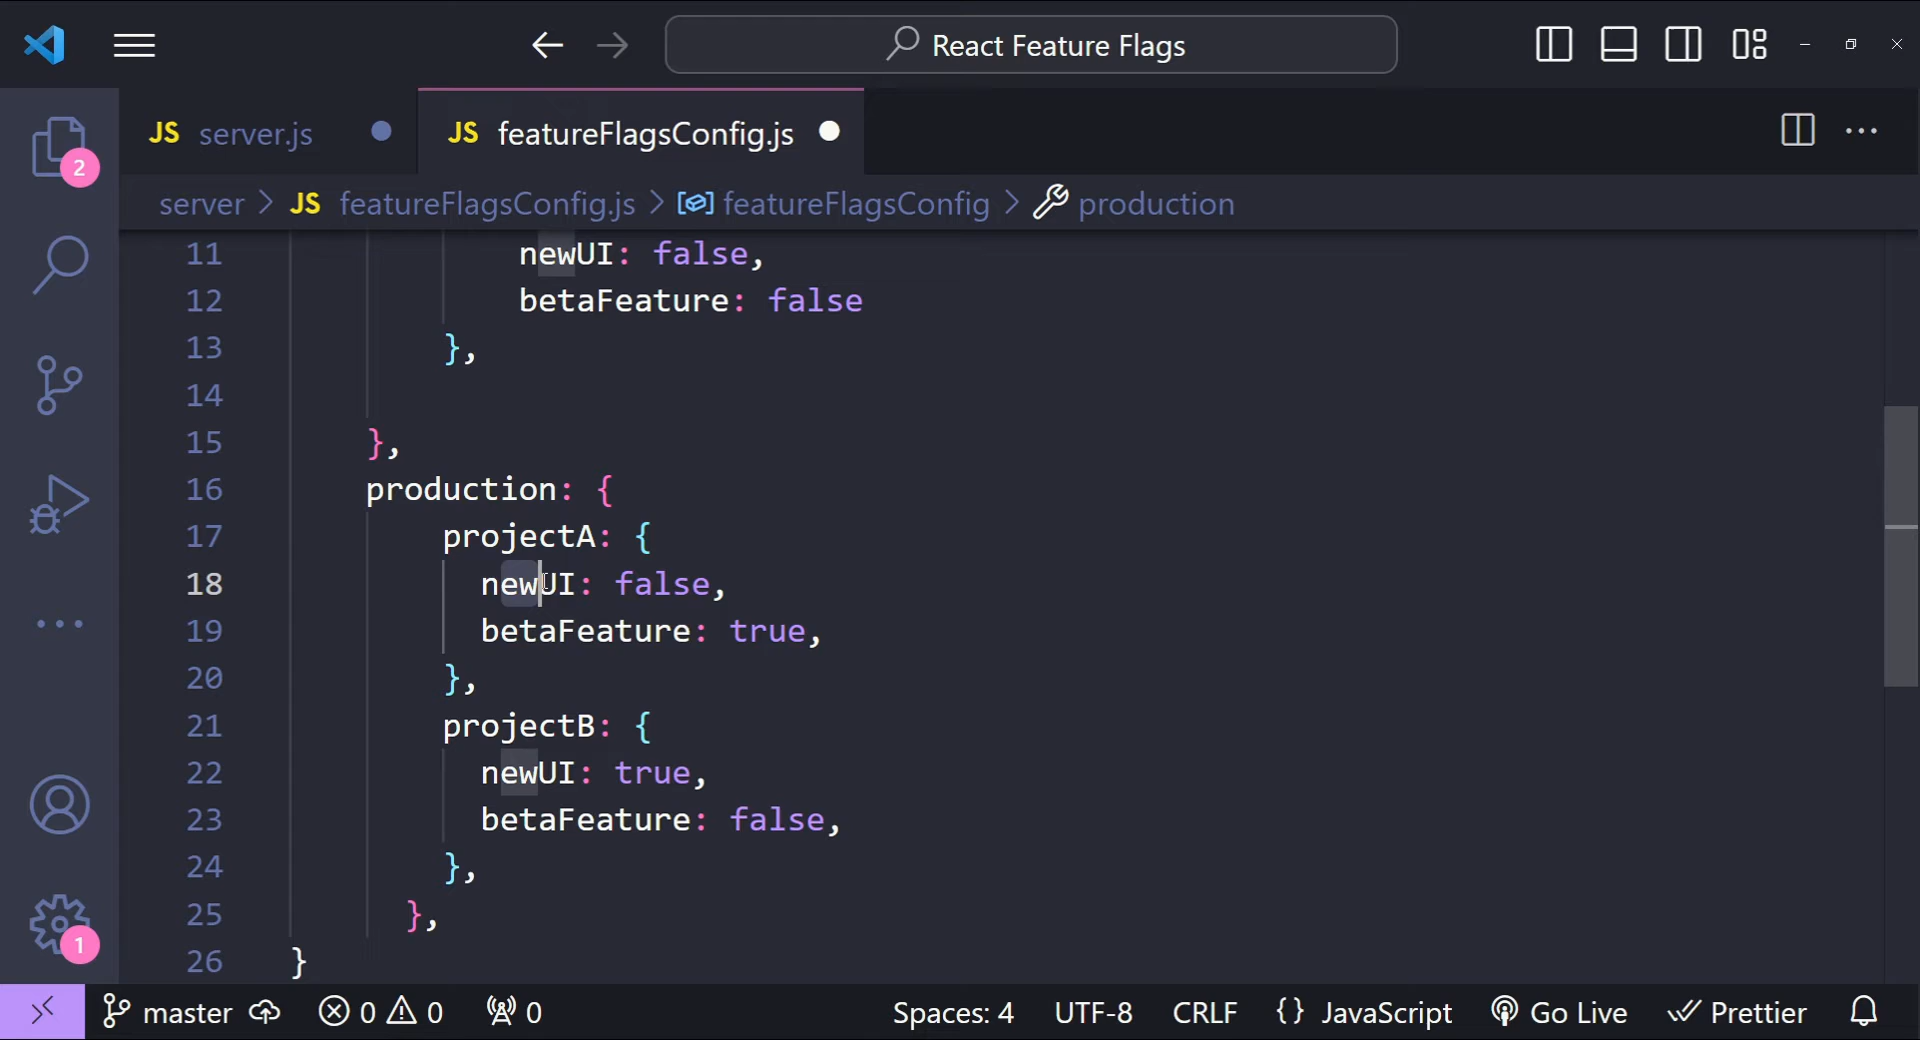 React Feature Flags
JS server.js
JS featureFlagsConfig.js
server > JS featureFlagsConfig.js > featureFlagsConfig > production
2
11 newUI: false,
12 betaFeature: false
13 },
14
15 },
16 production: {
17 projectA: {
18 newUI: false,
19 betaFeature: true,
20 },
21 projectB: {
22 newUI: true,
23 betaFeature: false,
24 },
25 },
26 }
1
master 0 0 0 Spaces: 4 UTF-8 CRLF {} JavaScript Go Live Prettier